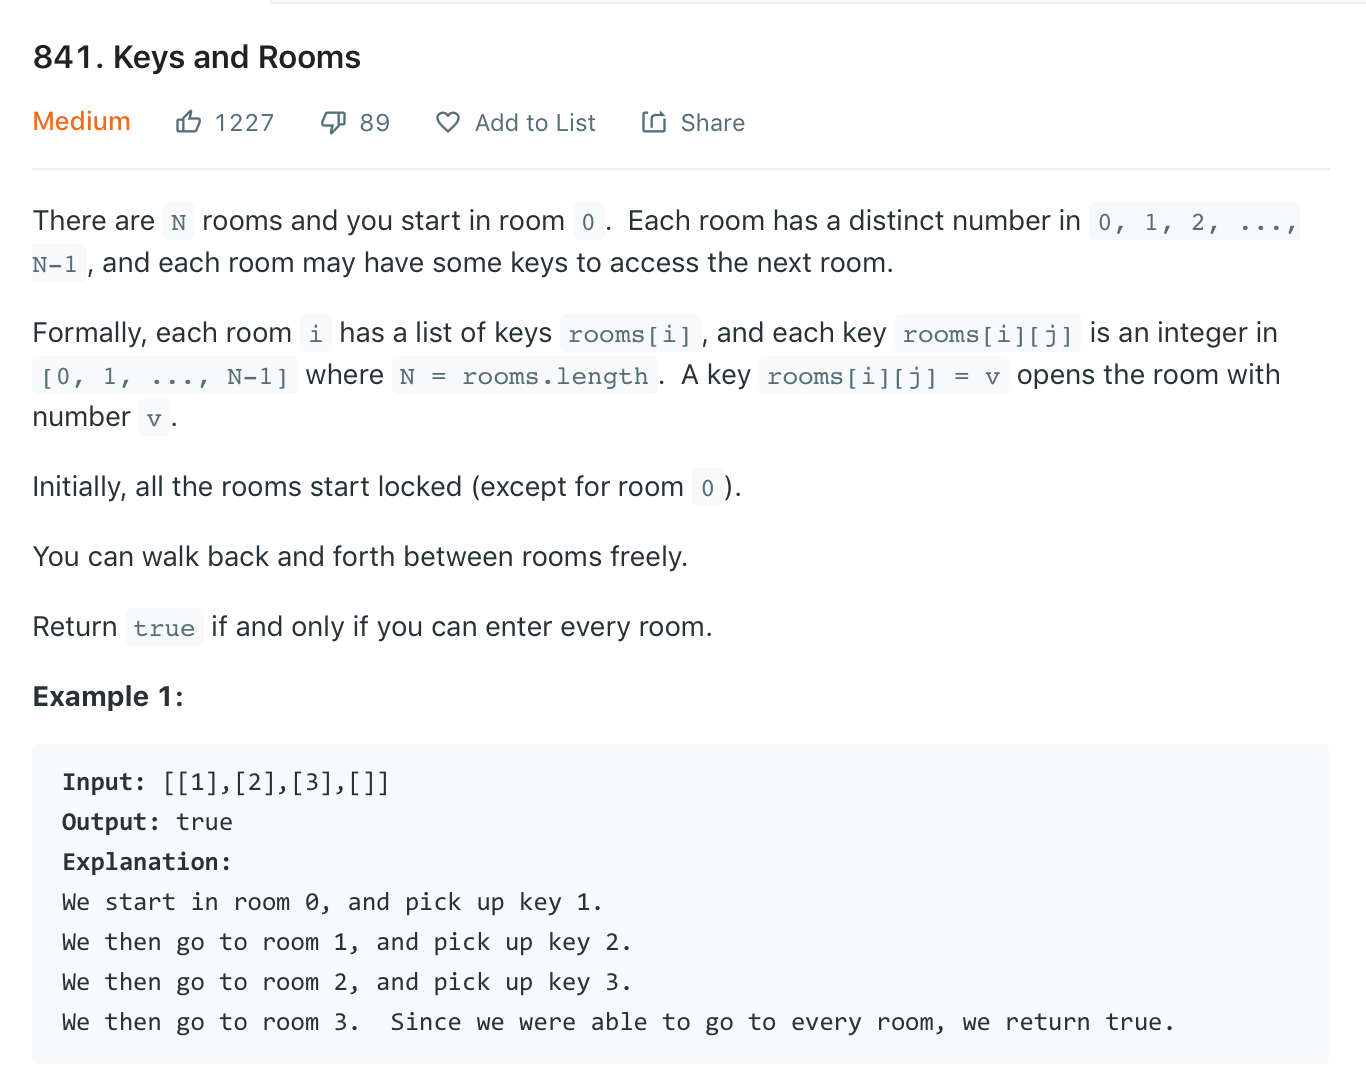 841. Keys and Rooms
Medium 1227 89 Add to List Share
There are N rooms and you start in room 0. Each room has a distinct number in 0, 1, 2, ...,
N-1, and each room may have some keys to access the next room.
Formally, each room i has a list of keys rooms[i], and each key rooms[i][j] is an integer in
[0, 1, ..., N-1] where N = rooms.length. A key rooms[i][j] = v opens the room with
number v.
Initially, all the rooms start locked (except for room 0).
You can walk back and forth between rooms freely.
Return true if and only if you can enter every room.
Example 1:
Input: [[1],[2],[3],[]]
Output: true
Explanation:
We start in room 0, and pick up key 1.
We then go to room 1, and pick up key 2.
We then go to room 2, and pick up key 3.
We then go to room 3.  Since we were able to go to every room, we return true.